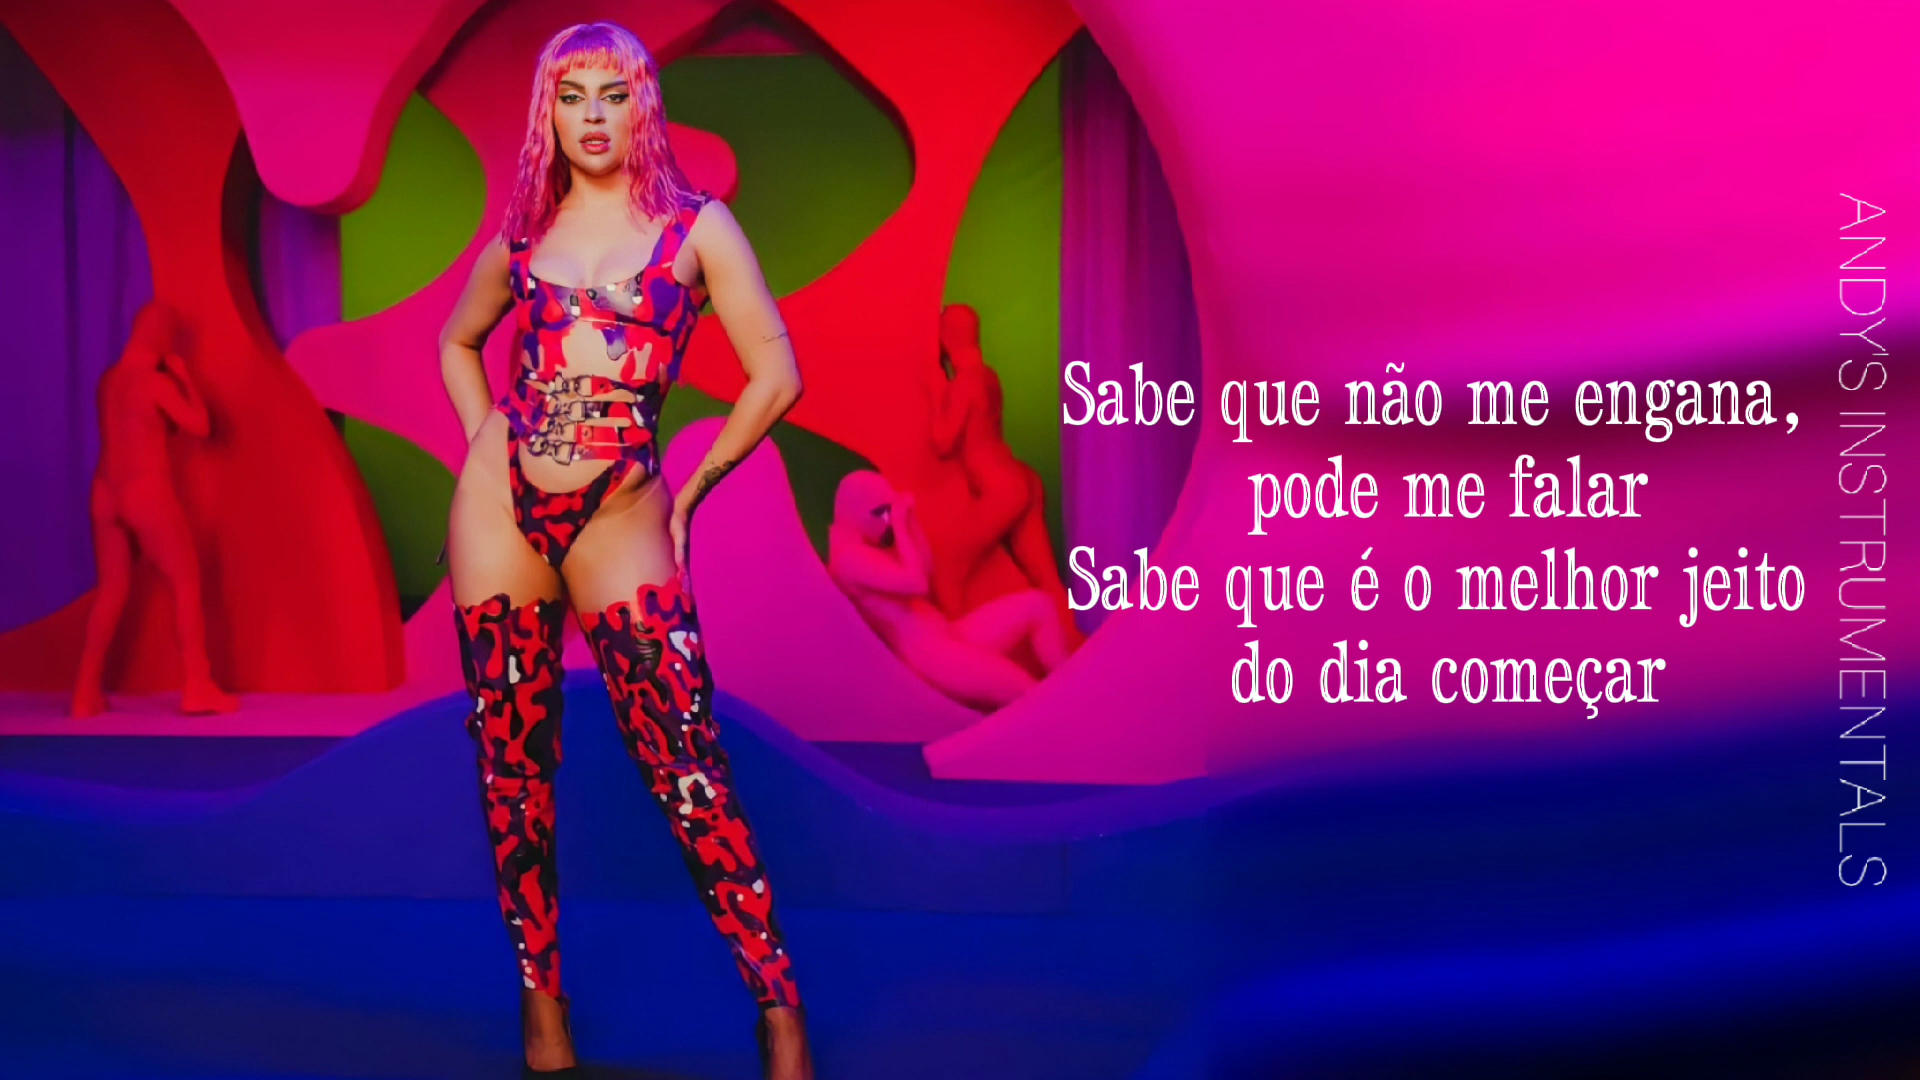 Sabe que não me engana,
pode me falar
Sabe que é o melhor jeito
do dia começar
ANDY'S INSTRUMENTALS